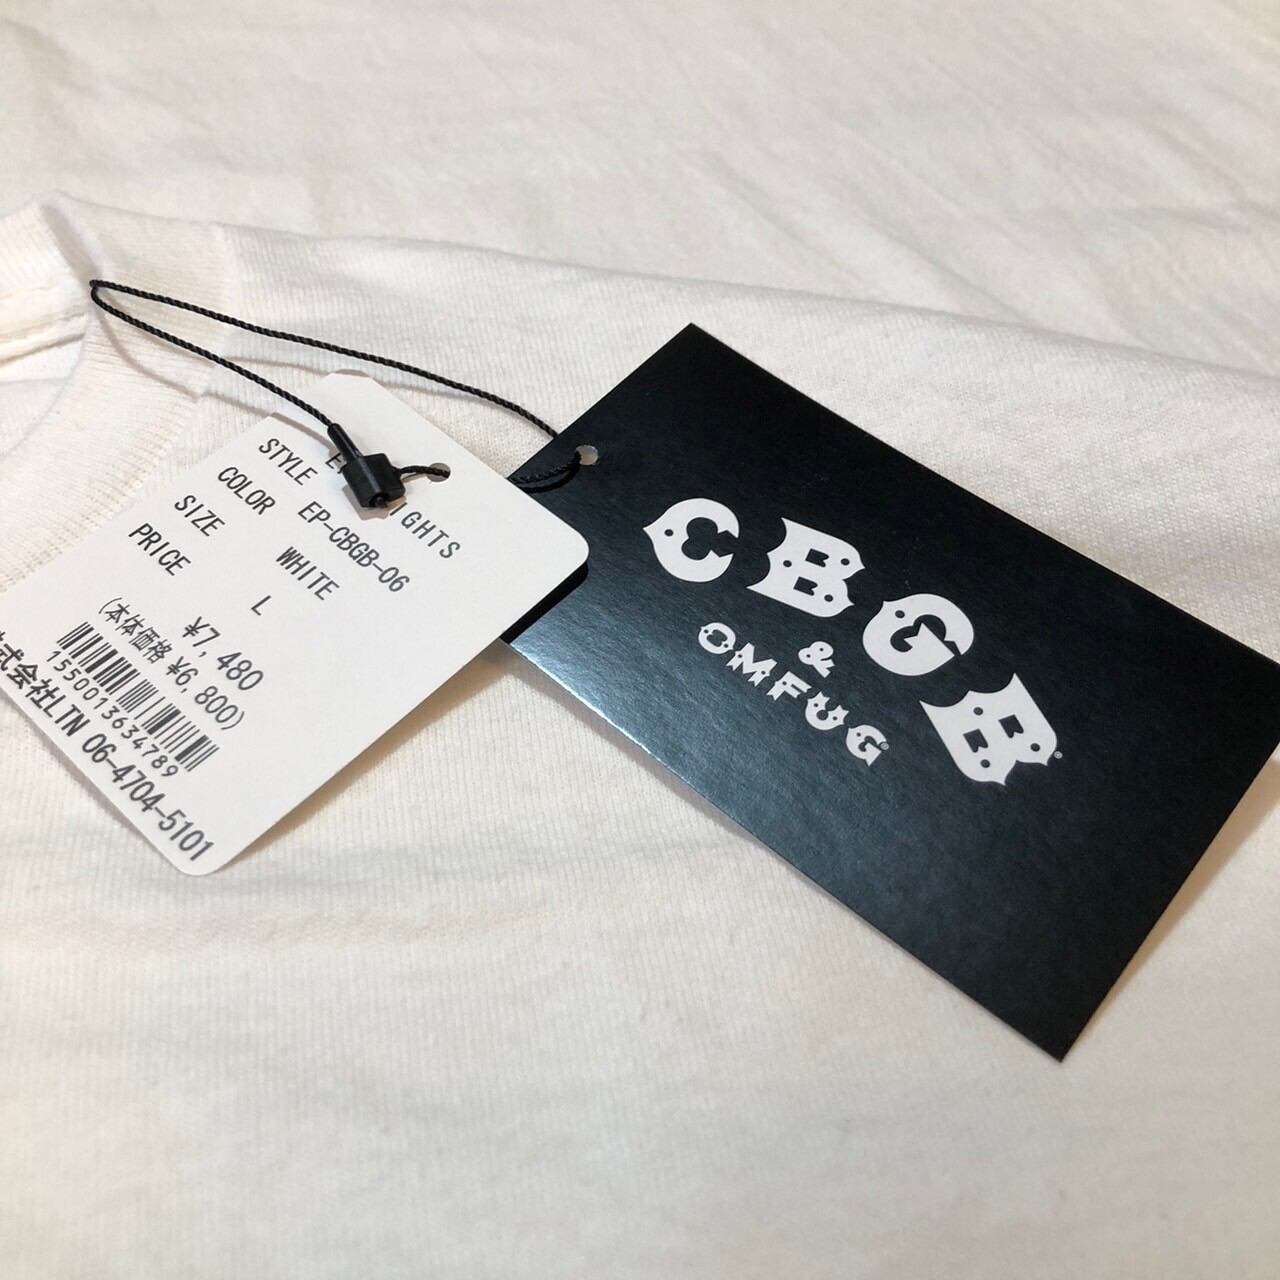 IGHTS
STYLE EP-CBGB-06
COLOR WHITE
SIZE L
PRICE ¥7,480
(本体価格 ¥6,800)
1550013634789
式会社LTN 06-4704-5101
CBGB
&
OMFUG